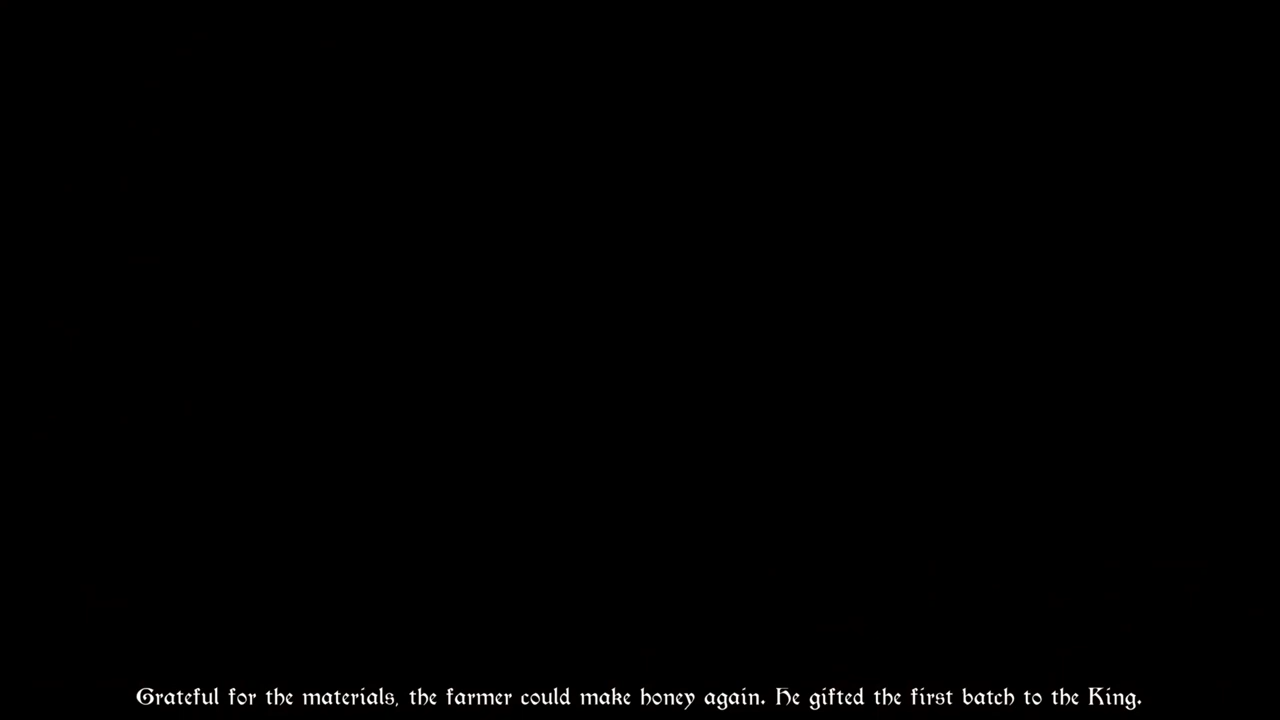 Grateful for the materials, the farmer could make honey again. He gifted the first batch to the King.